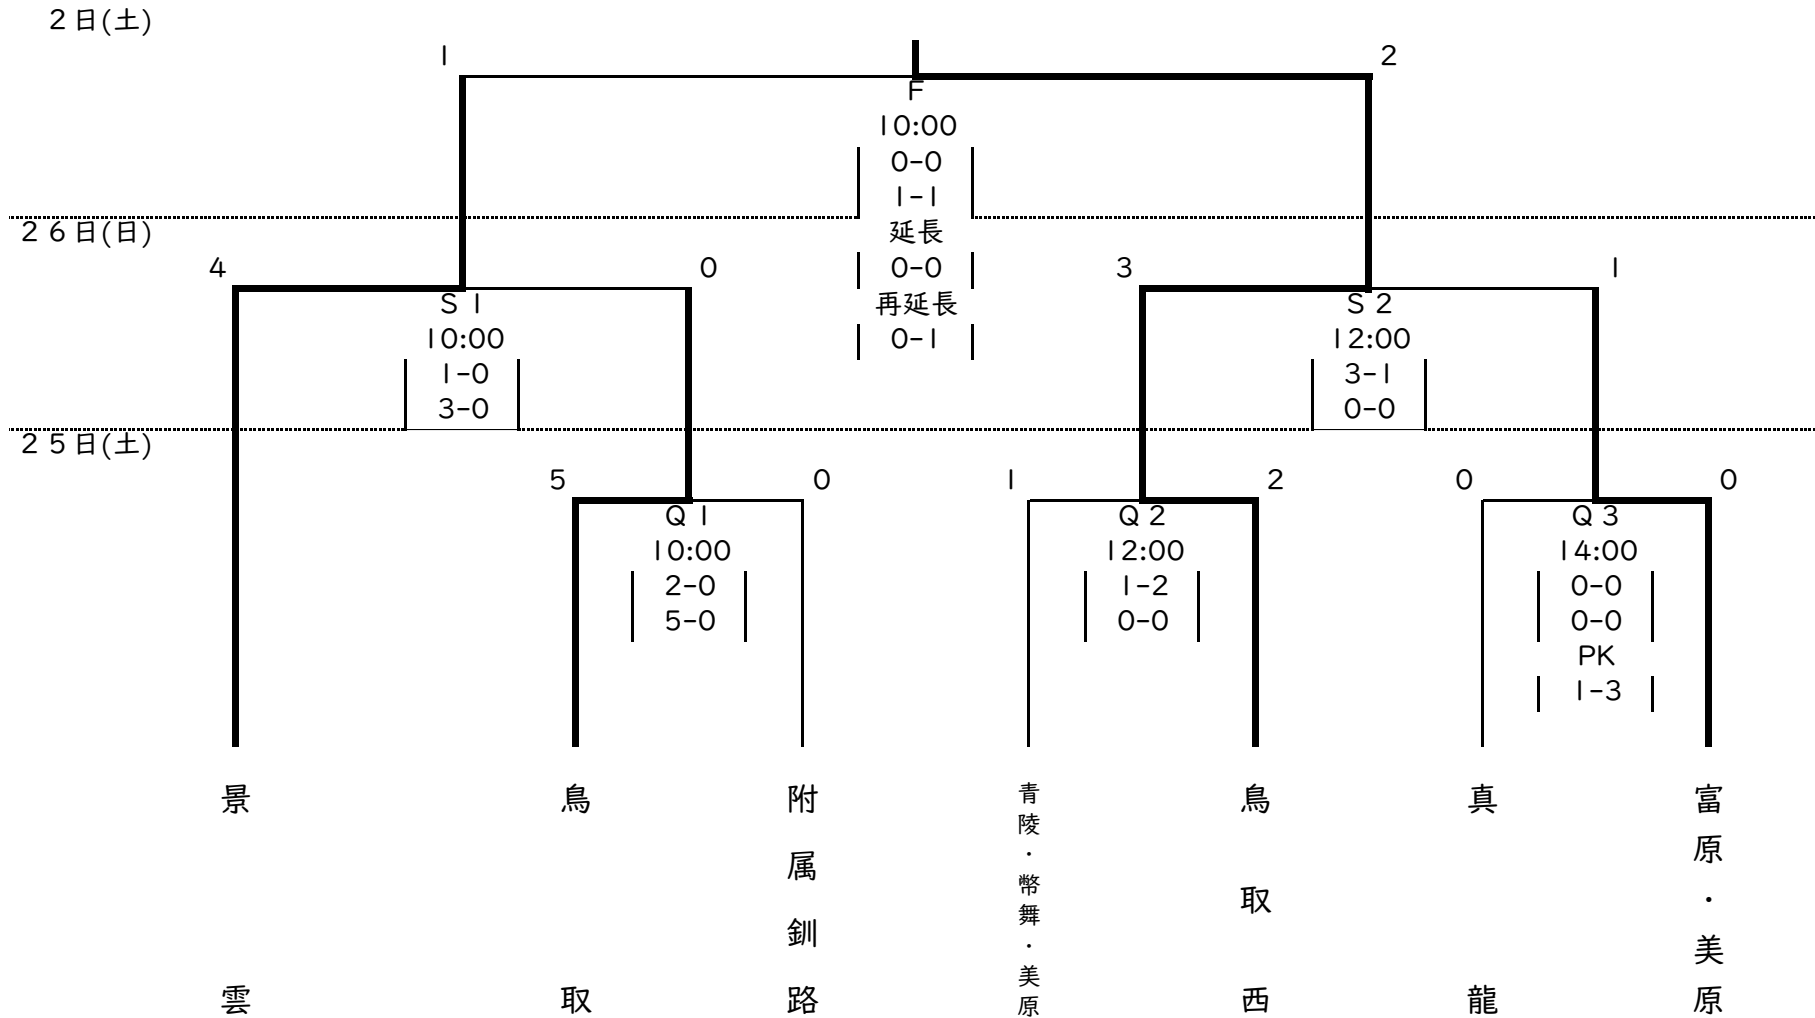 ２日(土)
1 2
F
10:00
0-0
1-1
２６日(日)
延長
4 0 0-0 3 1
S１ 再延長 S２
10:00 0-1 12:00
1-0 3-1
3-0 0-0
２５日(土)
5 0 1 2 0 0
Q１ Q２ Q３
10:00 12:00 14:00
2-0 1-2 0-0
5-0 0-0 0-0
PK
1-3
景雲
鳥取
附属釧路
青陵・幣舞・美原
鳥取西
真龍
富原・美原